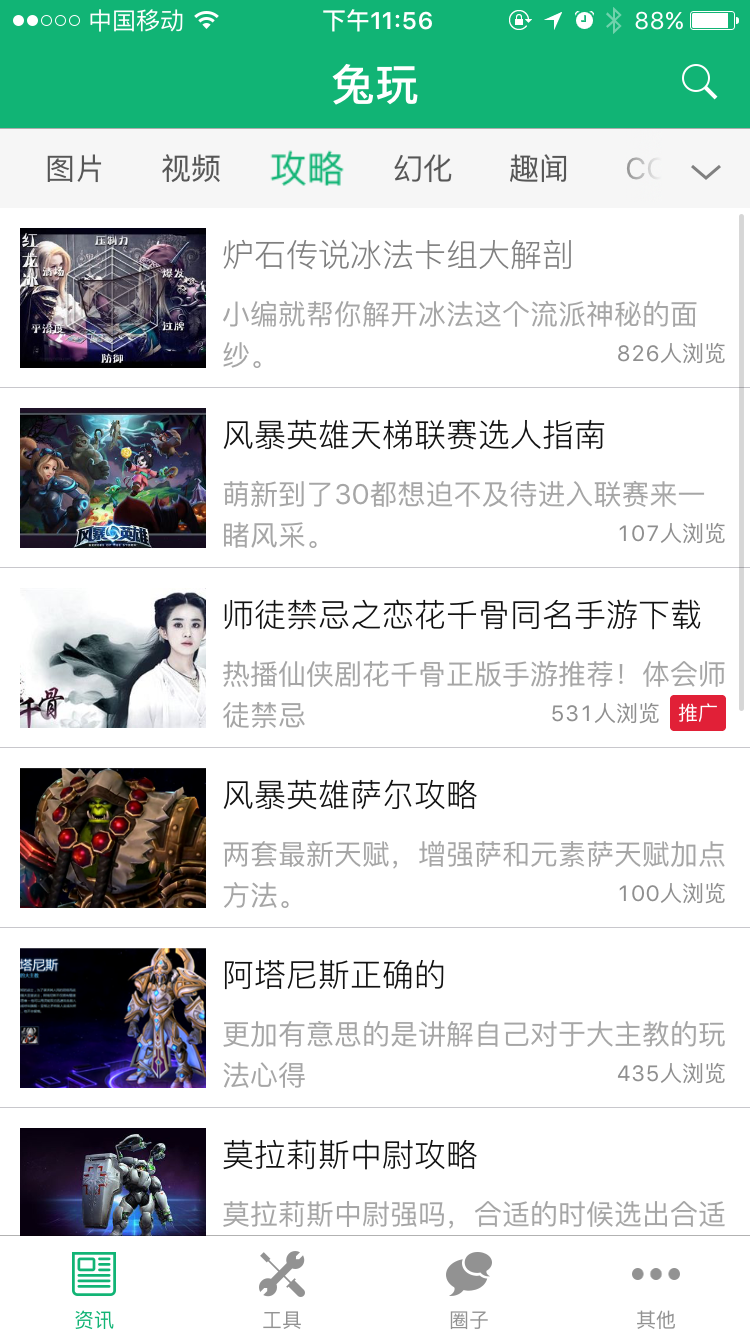 中国移动 下午11:56 88%
兔玩
图片 视频 攻略 幻化 趣闻
红龙冰
压制力
清场
爆发
平滑度
过牌
防御
炉石传说冰法卡组大解剖
小编就帮你解开冰法这个流派神秘的面
纱。
826人浏览
风暴英雄
风暴英雄天梯联赛选人指南
萌新到了30都想迫不及待进入联赛来一
睹风采。
107人浏览
千骨
师徒禁忌之恋花千骨同名手游下载
热播仙侠剧花千骨正版手游推荐！体会师
徒禁忌
531人浏览 推广
风暴英雄萨尔攻略
两套最新天赋，增强萨和元素萨天赋加点
方法。
100人浏览
塔尼斯
阿塔尼斯正确的
更加有意思的是讲解自己对于大主教的玩
法心得
435人浏览
莫拉莉斯中尉攻略
莫拉莉斯中尉强吗，合适的时候选出合适
资讯 工具 圈子 其他